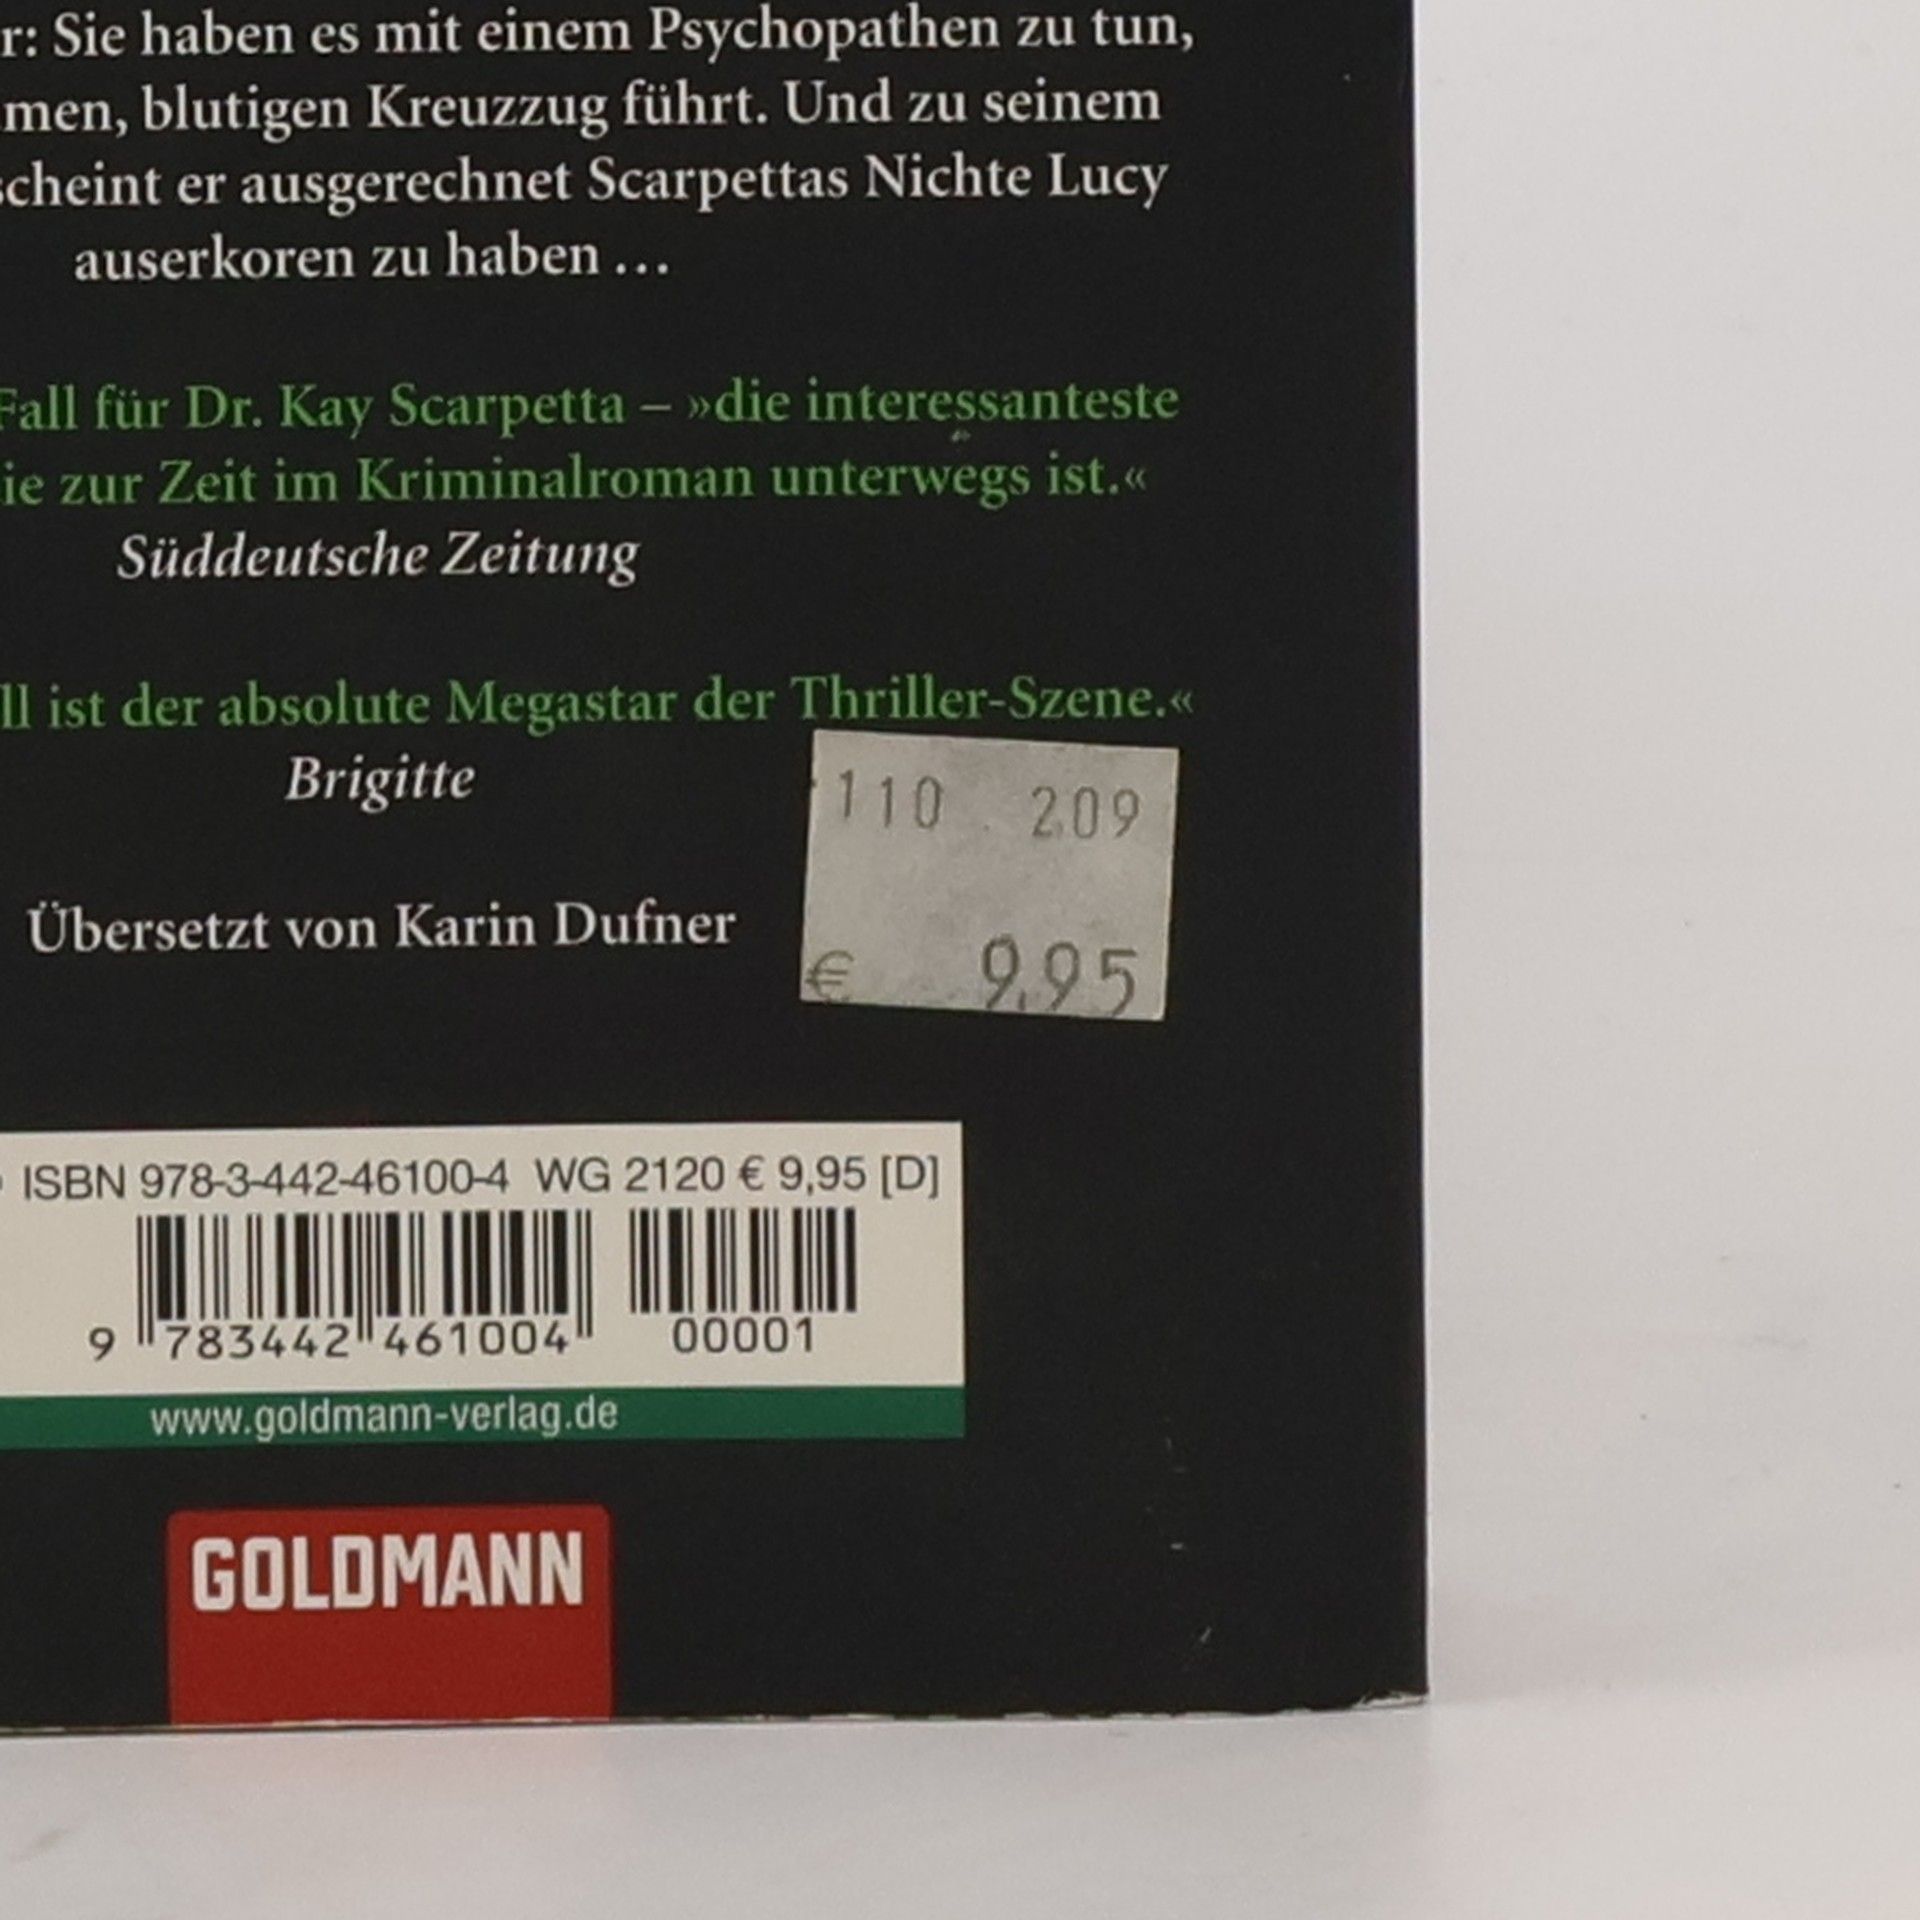 r: Sie haben es mit einem Psychopathen zu tun,
men, blutigen Kreuzzug führt. Und zu seinem
scheint er ausgerechnet Scarpettas Nichte Lucy
auserkoren zu haben …
Fall für Dr. Kay Scarpetta – »die interessanteste
ie zur Zeit im Kriminalroman unterwegs ist.«
Süddeutsche Zeitung
ll ist der absolute Megastar der Thriller-Szene.«
Brigitte
110 209
Übersetzt von Karin Dufner
€ 9,95
ISBN 978-3-442-46100-4 WG 2120 € 9,95 [D]
9 783442 461004 00001
www.goldmann-verlag.de
GOLDMANN